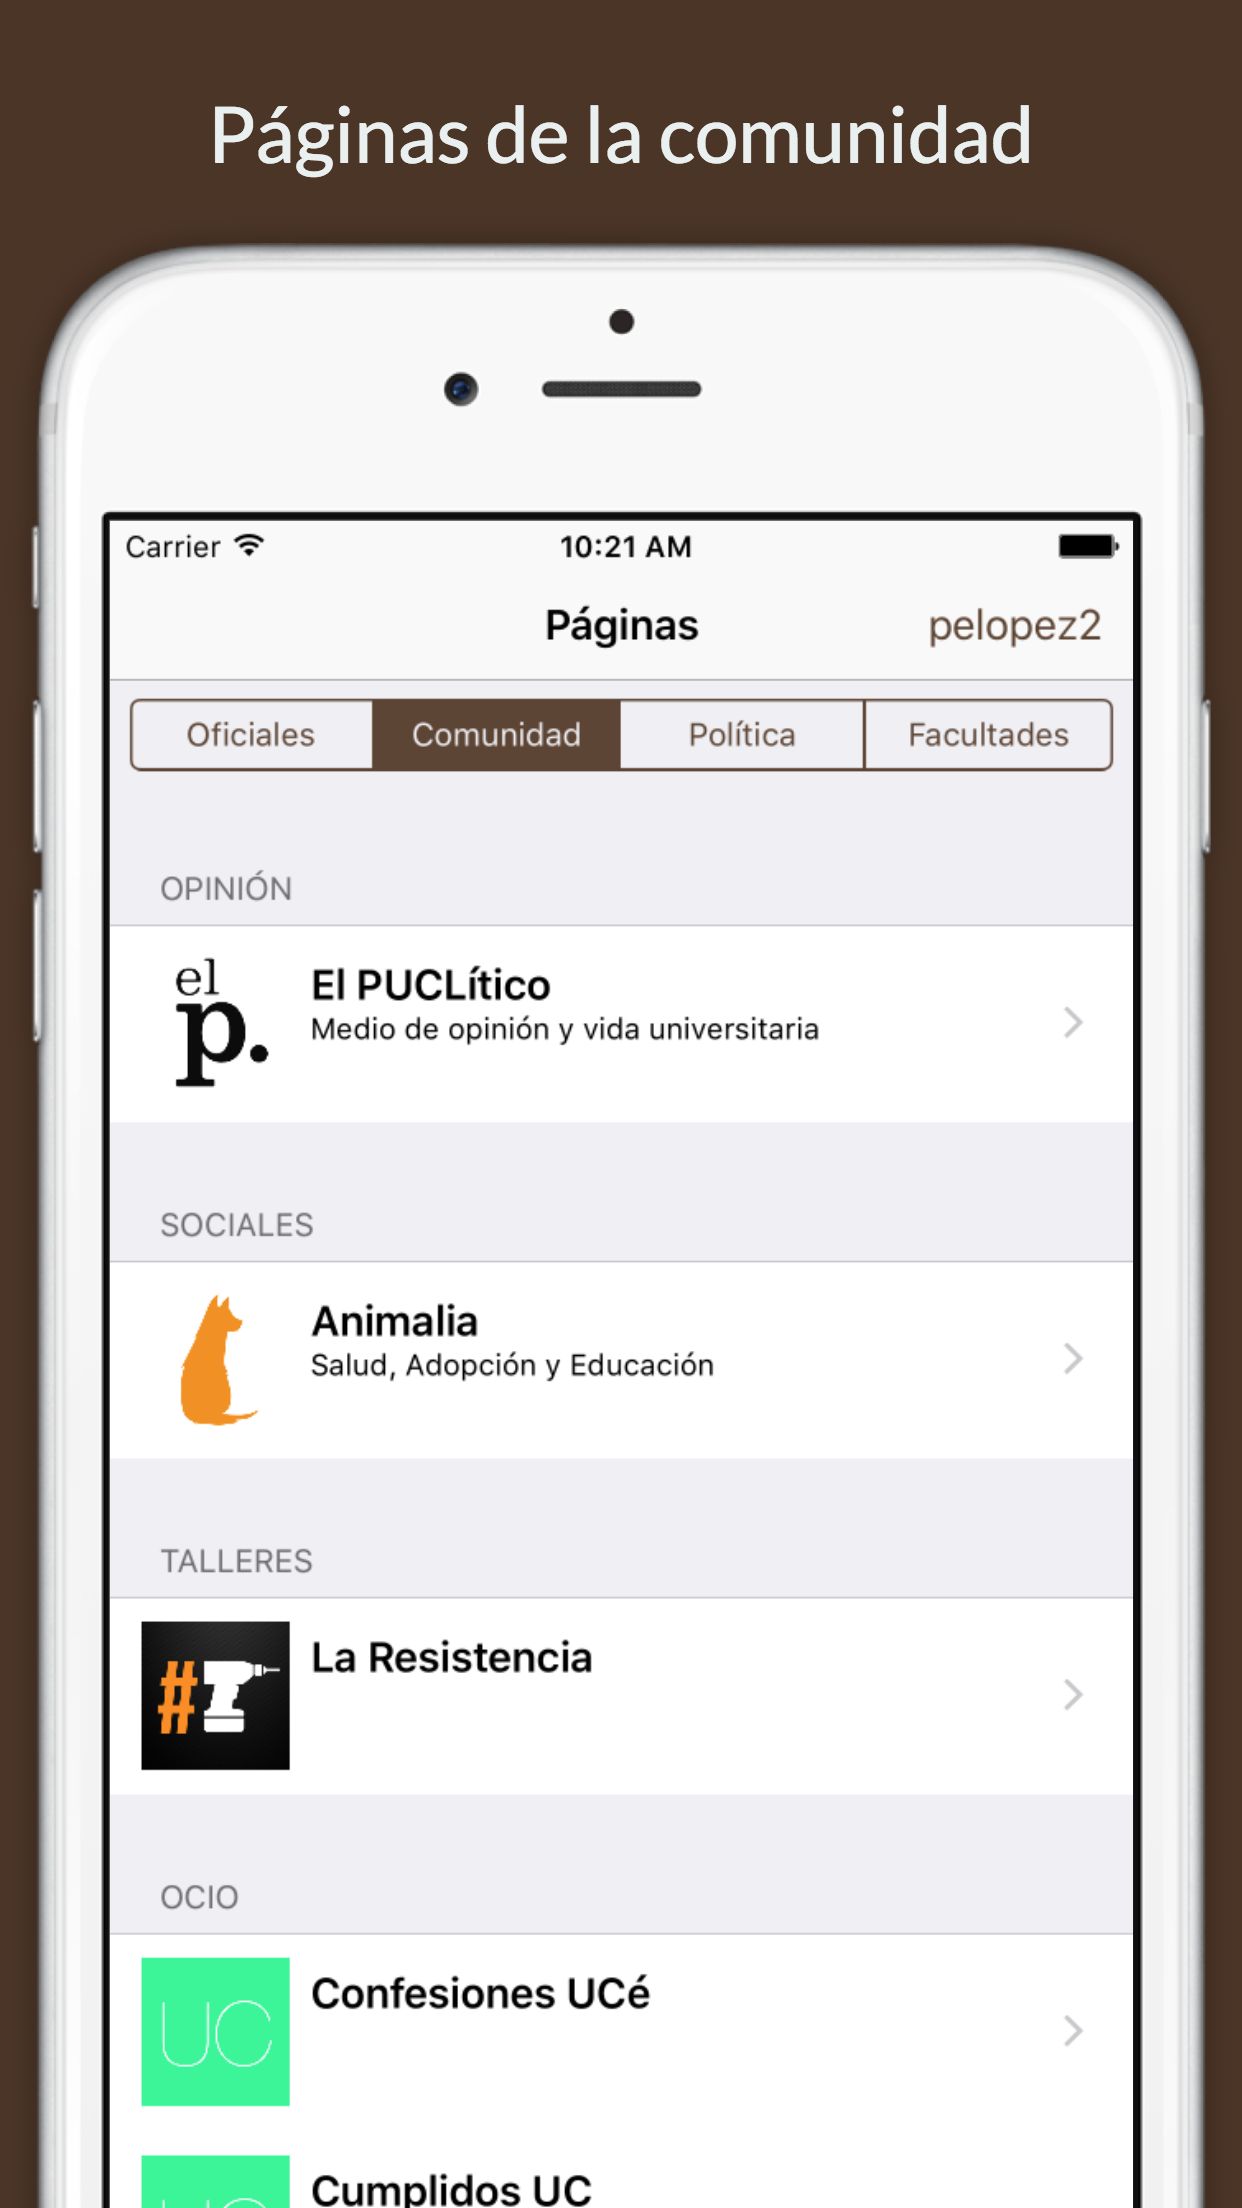 Páginas de la comunidad
Carrier 10:21 AM
Páginas pelopez2
Oficiales Comunidad Política Facultades
OPINIÓN
el
p.
El PUCLítico
Medio de opinión y vida universitaria
SOCIALES
Animalia
Salud, Adopción y Educación
TALLERES
#
La Resistencia
OCIO
UC
Confesiones UCé
UC
Cumplidos UC